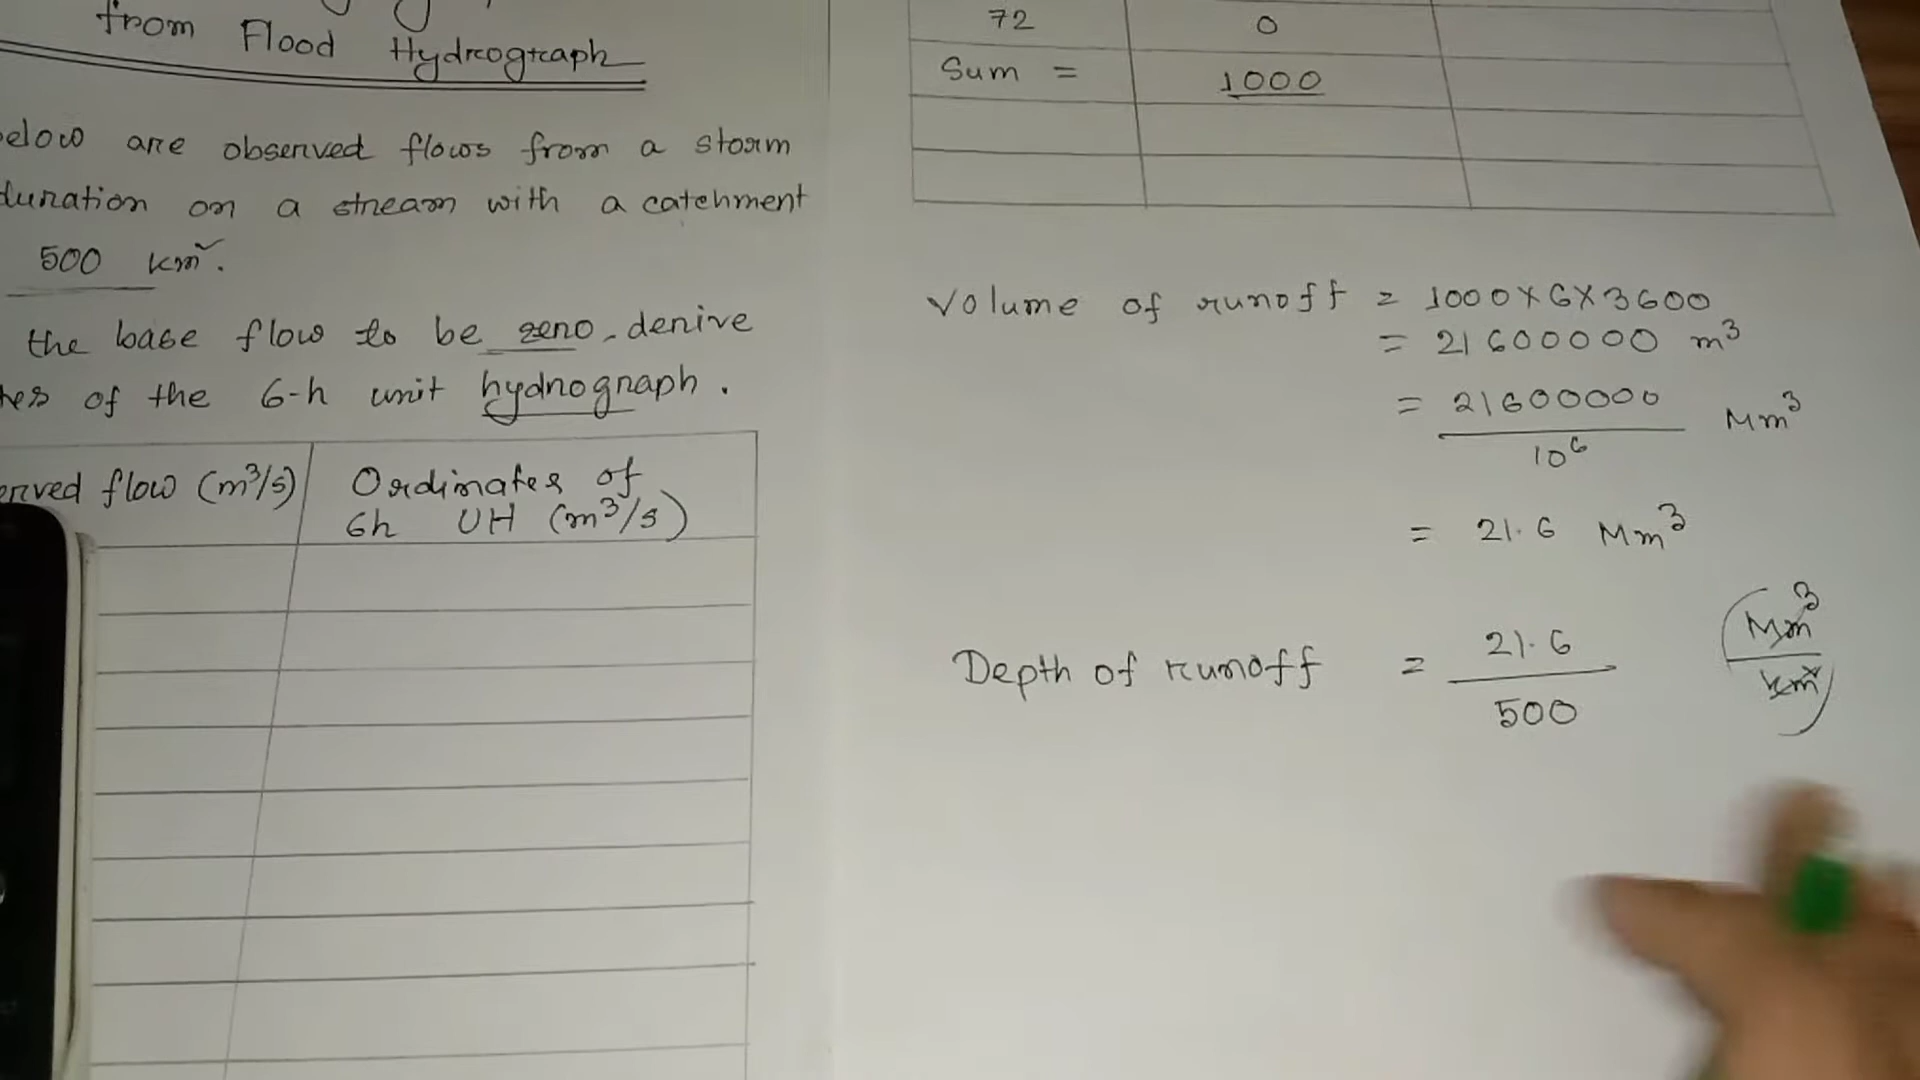 from Flood Hydrograph
below are observed flows from a storm
duration on a stream with a catchment
500 km².
the base flow to be zero, derive
of the 6-h unit hydrograph.
flow (m³/s)
Ordinates of
6h UH (m³/s)
72 0
Sum = 1000
Volume of runoff = 1000×6×3600
= 21600000 m³
= 21600000 / 10⁶ Mm³
= 21.6 Mm³
Depth of runoff = 21.6 / 500 (Mm³ / km²)